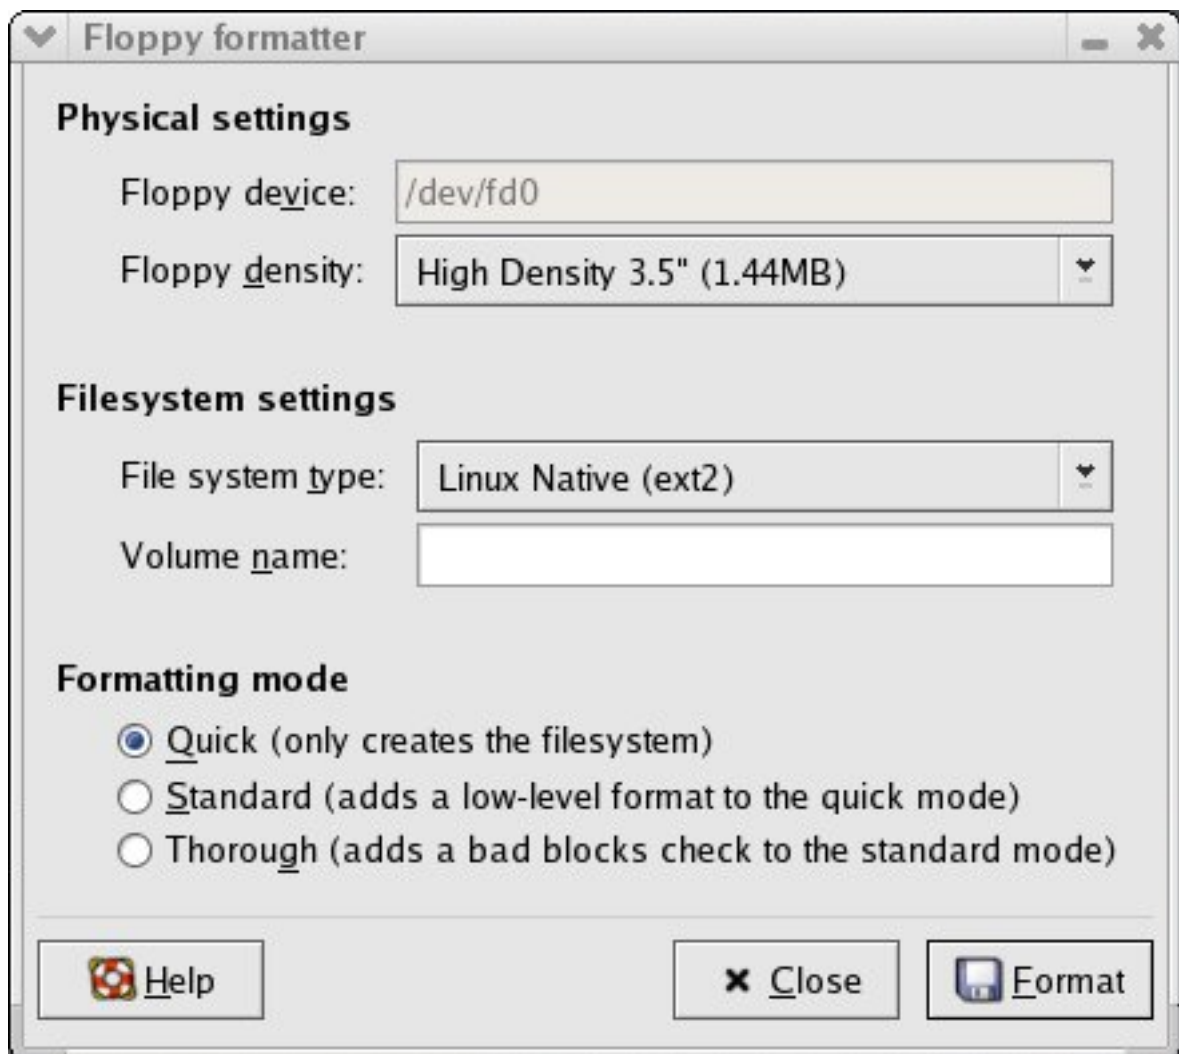 Floppy formatter
Physical settings
Floppy device: /dev/fd0
Floppy density: High Density 3.5" (1.44MB)
Filesystem settings
File system type: Linux Native (ext2)
Volume name:
Formatting mode
Quick (only creates the filesystem)
Standard (adds a low-level format to the quick mode)
Thorough (adds a bad blocks check to the standard mode)
Help Close Format